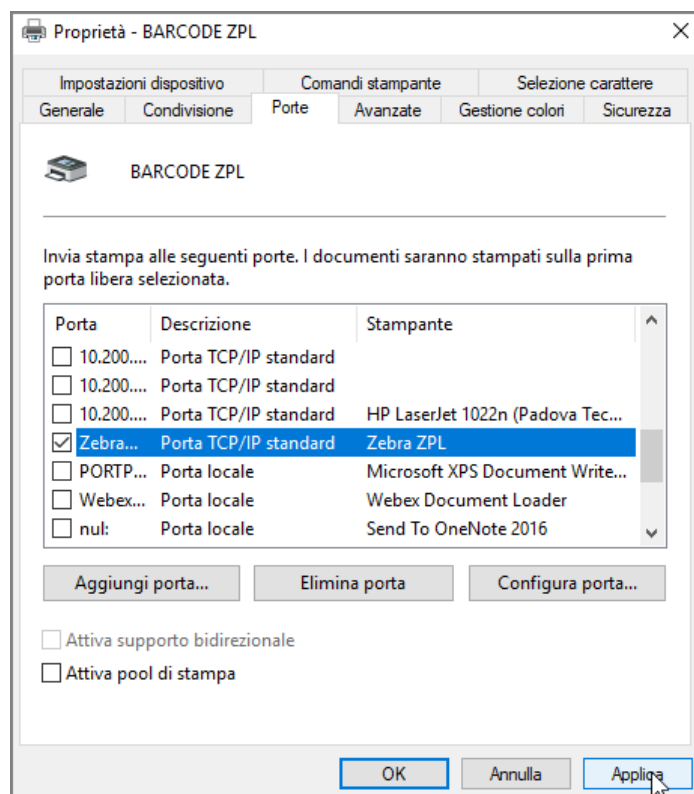 Proprietà - BARCODE ZPL
Impostazioni dispositivo Comandi stampante Selezione carattere
Generale Condivisione Porte Avanzate Gestione colori Sicurezza
BARCODE ZPL
Invia stampa alle seguenti porte. I documenti saranno stampati sulla prima
porta libera selezionata.
Porta Descrizione Stampante
10.200.... Porta TCP/IP standard
10.200.... Porta TCP/IP standard
10.200.... Porta TCP/IP standard HP LaserJet 1022n (Padova Tec...
Zebra... Porta TCP/IP standard Zebra ZPL
PORTP... Porta locale Microsoft XPS Document Write...
Webex... Porta locale Webex Document Loader
nul: Porta locale Send To OneNote 2016
Aggiungi porta... Elimina porta Configura porta...
Attiva supporto bidirezionale
Attiva pool di stampa
OK Annulla Applica